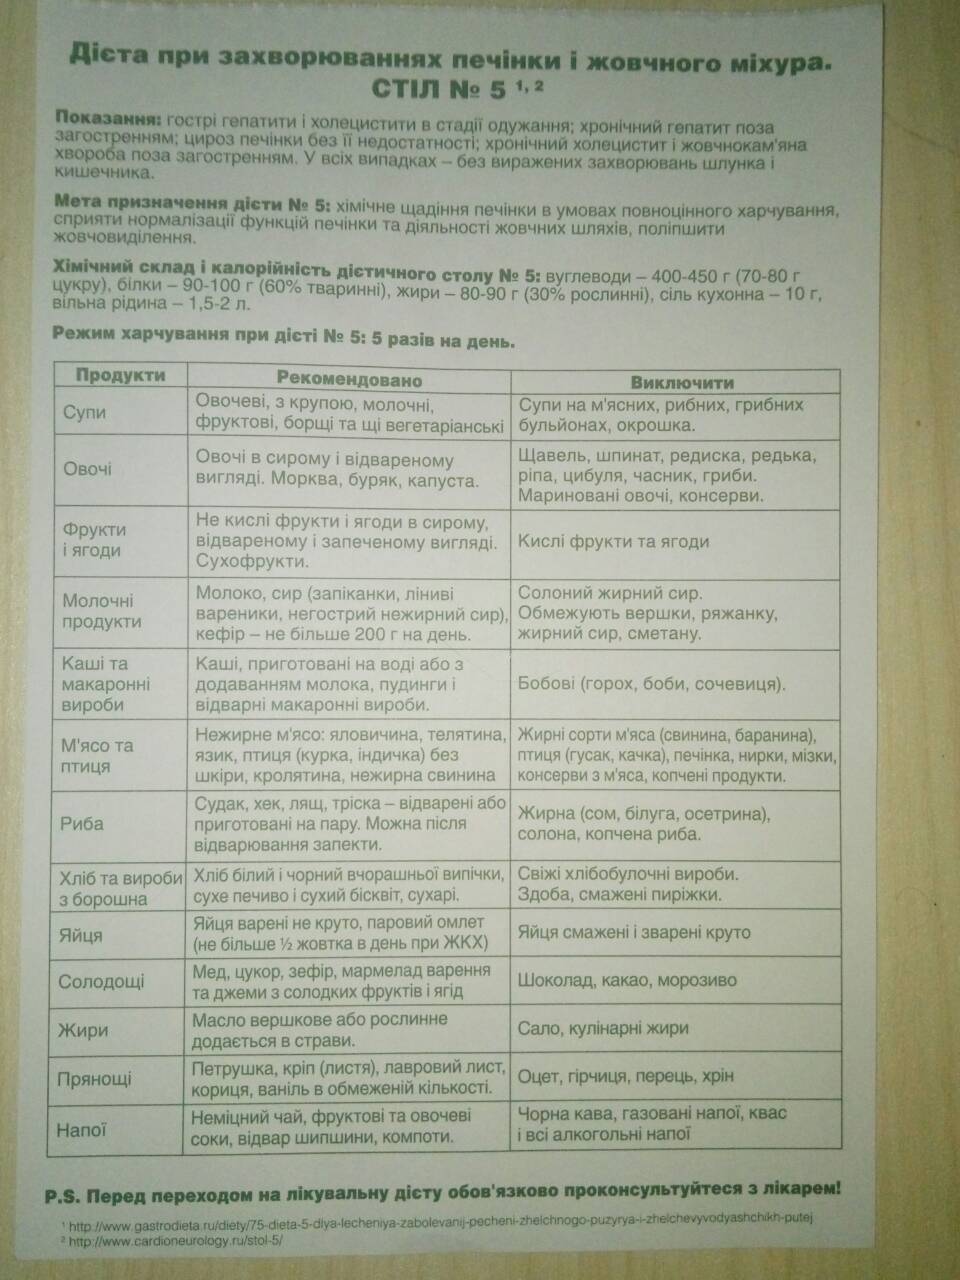 Дієта при захворюваннях печінки і жовчного міхура.
СТІЛ № 5 ¹, ²
Показання: гострі гепатити і холецистити в стадії одужання; хронічний гепатит поза
загостренням; цироз печінки без її недостатності; хронічний холецистит і жовчнокам'яна
хвороба поза загостренням. У всіх випадках – без виражених захворювань шлунка і
кишечника.
Мета призначення дієти № 5: хімічне щадіння печінки в умовах повноцінного харчування,
сприяти нормалізації функцій печінки та діяльності жовчних шляхів, поліпшити
жовчовиділення.
Хімічний склад і калорійність дієтичного столу № 5: вуглеводи – 400-450 г (70-80 г
цукру), білки – 90-100 г (60% тваринні), жири – 80-90 г (30% рослинні), сіль кухонна – 10 г,
вільна рідина – 1,5-2 л.
Режим харчування при дієті № 5: 5 разів на день.
Продукти Рекомендовано Виключити
Супи
Овочеві, з крупою, молочні,
фруктові, борщі та щі вегетаріанські
Супи на м'ясних, рибних, грибних
бульйонах, окрошка.
Овочі
Овочі в сирому і відвареному
вигляді. Морква, буряк, капуста.
Щавель, шпинат, редиска, редька,
ріпа, цибуля, часник, гриби.
Мариновані овочі, консерви.
Фрукти
і ягоди
Не кислі фрукти і ягоди в сирому,
відвареному і запеченому вигляді.
Сухофрукти.
Кислі фрукти та ягоди
Молочні
продукти
Молоко, сир (запіканки, ліниві
вареники, негострий нежирний сир),
кефір – не більше 200 г на день.
Солоний жирний сир.
Обмежують вершки, ряжанку,
жирний сир, сметану.
Каші та
макаронні
вироби
Каші, приготовані на воді або з
додаванням молока, пудинги і
відварні макаронні вироби.
Бобові (горох, боби, сочевиця).
М'ясо та
птиця
Нежирне м'ясо: яловичина, телятина,
язик, птиця (курка, індичка) без
шкіри, кролятина, нежирна свинина
Жирні сорти м'яса (свинина, баранина),
птиця (гусак, качка), печінка, нирки, мізки,
консерви з м'яса, копчені продукти.
Риба
Судак, хек, лящ, тріска – відварені або
приготовані на пару. Можна після
відварювання запекти.
Жирна (сом, білуга, осетрина),
солона, копчена риба.
Хліб та вироби
з борошна
Хліб білий і чорний вчорашньої випічки,
сухе печиво і сухий бісквіт, сухарі.
Свіжі хлібобулочні вироби.
Здоба, смажені пиріжки.
Яйця
Яйця варені не круто, паровий омлет
(не більше ½ жовтка в день при ЖКХ)
Яйця смажені і зварені круто
Солодощі
Мед, цукор, зефір, мармелад варення
та джеми з солодких фруктів і ягід
Шоколад, какао, морозиво
Жири
Масло вершкове або рослинне
додається в страви.
Сало, кулінарні жири
Прянощі
Петрушка, кріп (листя), лавровий лист,
кориця, ваніль в обмеженій кількості.
Оцет, гірчиця, перець, хрін
Напої
Неміцний чай, фруктові та овочеві
соки, відвар шипшини, компоти.
Чорна кава, газовані напої, квас
і всі алкогольні напої
P.S. Перед переходом на лікувальну дієту обов'язково проконсультуйтеся з лікарем!
¹ http://www.gastrodieta.ru/diety/75-dieta-5-dlya-lecheniya-zabolevanij-pecheni-zhelchnogo-puzyrya-i-zhelchevyvodyashchikh-putej
² http://www.cardioneurology.ru/stol-5/